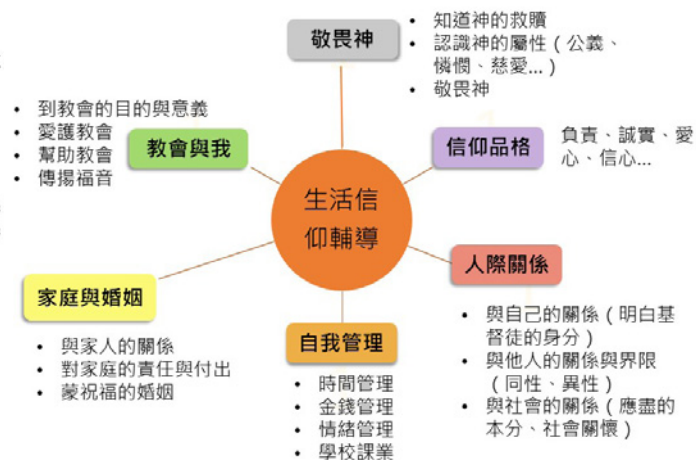 敬畏神
• 知道神的救贖
• 認識神的屬性（公義、
憐憫、慈愛...）
• 敬畏神
• 到教會的目的與意義
• 愛護教會
• 幫助教會
• 傳揚福音
教會與我
信仰品格
負責、誠實、愛
心、信心...
生活信
仰輔導
人際關係
• 與自己的關係（明白基
督徒的身分）
• 與他人的關係與界限
（同性、異性）
• 與社會的關係（應盡的
本分、社會關懷）
家庭與婚姻
• 與家人的關係
• 對家庭的責任與付出
• 蒙祝福的婚姻
自我管理
• 時間管理
• 金錢管理
• 情緒管理
• 學校課業